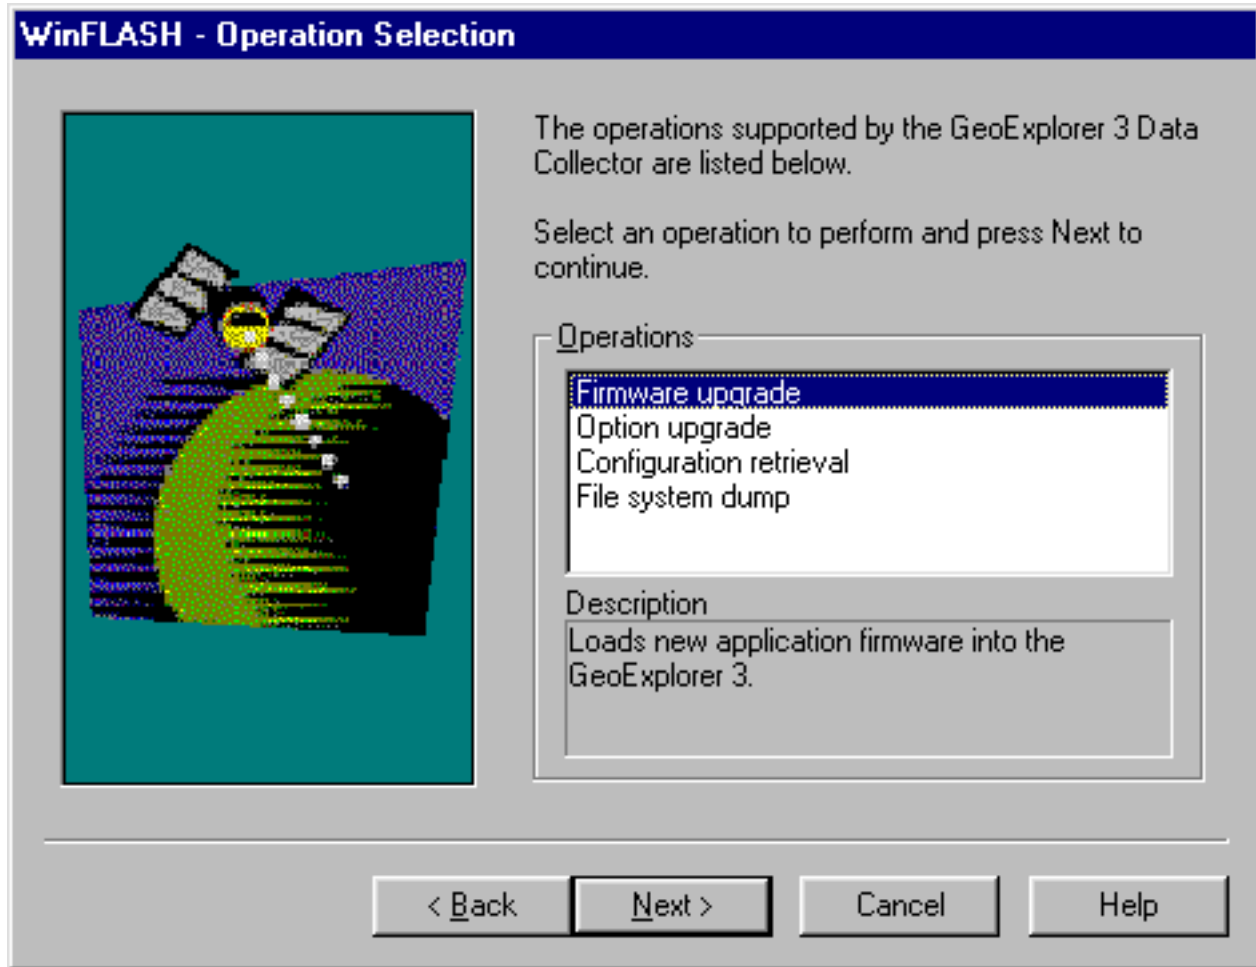 WinFLASH - Operation Selection
The operations supported by the GeoExplorer 3 Data
Collector are listed below.
Select an operation to perform and press Next to
continue.
Operations
Firmware upgrade
Option upgrade
Configuration retrieval
File system dump
Description
Loads new application firmware into the
GeoExplorer 3.
< Back
Next >
Cancel
Help